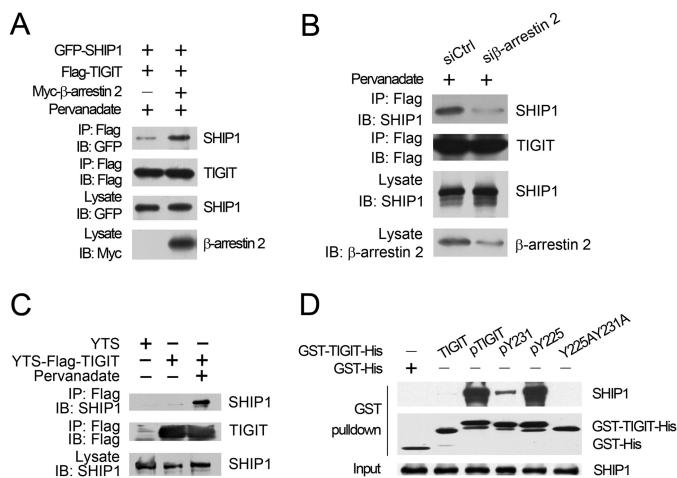 A
GFP-SHIP1 + +
Flag-TIGIT + +
Myc-β-arrestin 2 – +
Pervanadate + +
IP: Flag
IB: GFP
SHIP1
IP: Flag
IB: Flag
TIGIT
Lysate
IB: GFP
SHIP1
Lysate
IB: Myc
β-arrestin 2
B
siCtrl
siβ-arrestin 2
Pervanadate + +
IP: Flag
IB: SHIP1
SHIP1
IP: Flag
IB: Flag
TIGIT
Lysate
IB: SHIP1
SHIP1
Lysate
IB: β-arrestin 2
β-arrestin 2
C
YTS + – –
YTS-Flag-TIGIT – + +
Pervanadate – – +
IP: Flag
IB: SHIP1
SHIP1
IP: Flag
IB: Flag
TIGIT
Lysate
IB: SHIP1
SHIP1
D
GST-TIGIT-His – TIGIT pTIGIT pY231 pY225 Y225AY231A
GST-His + – – – – –
GST
pulldown
SHIP1
GST-TIGIT-His
GST-His
Input
SHIP1